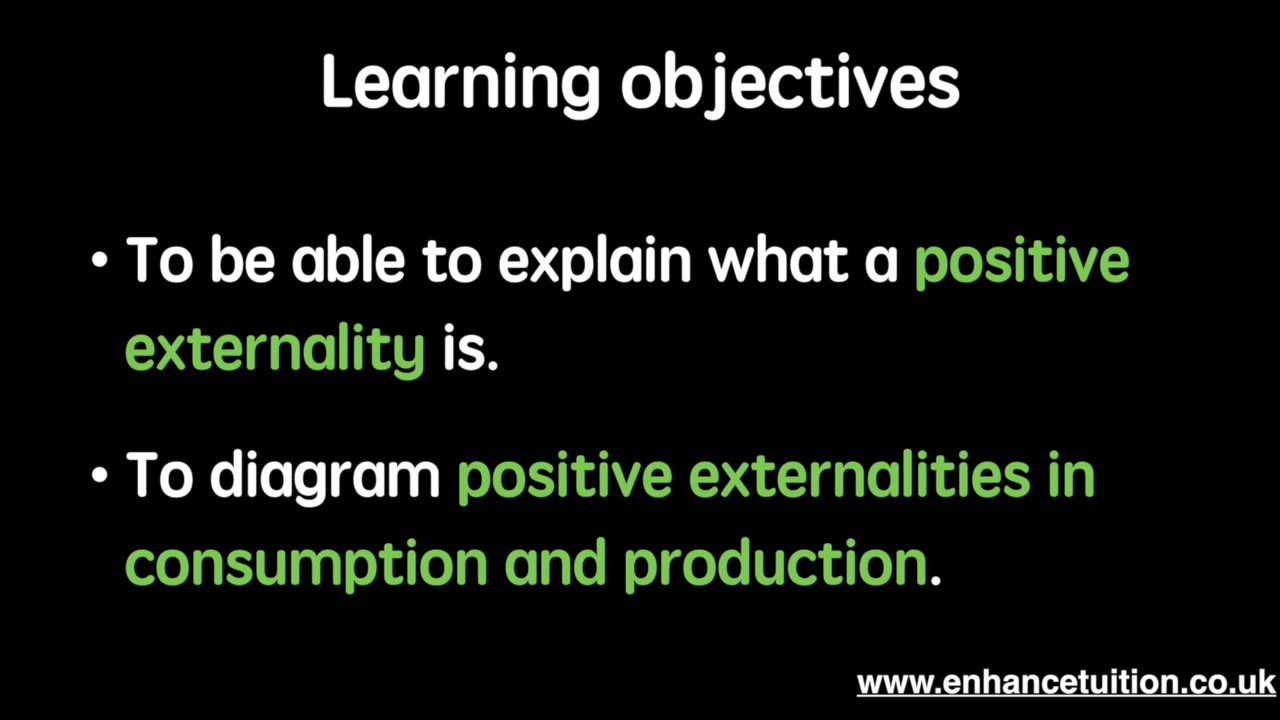 Learning objectives
• To be able to explain what a positive
externality is.
• To diagram positive externalities in
consumption and production.
www.enhancetuition.co.uk